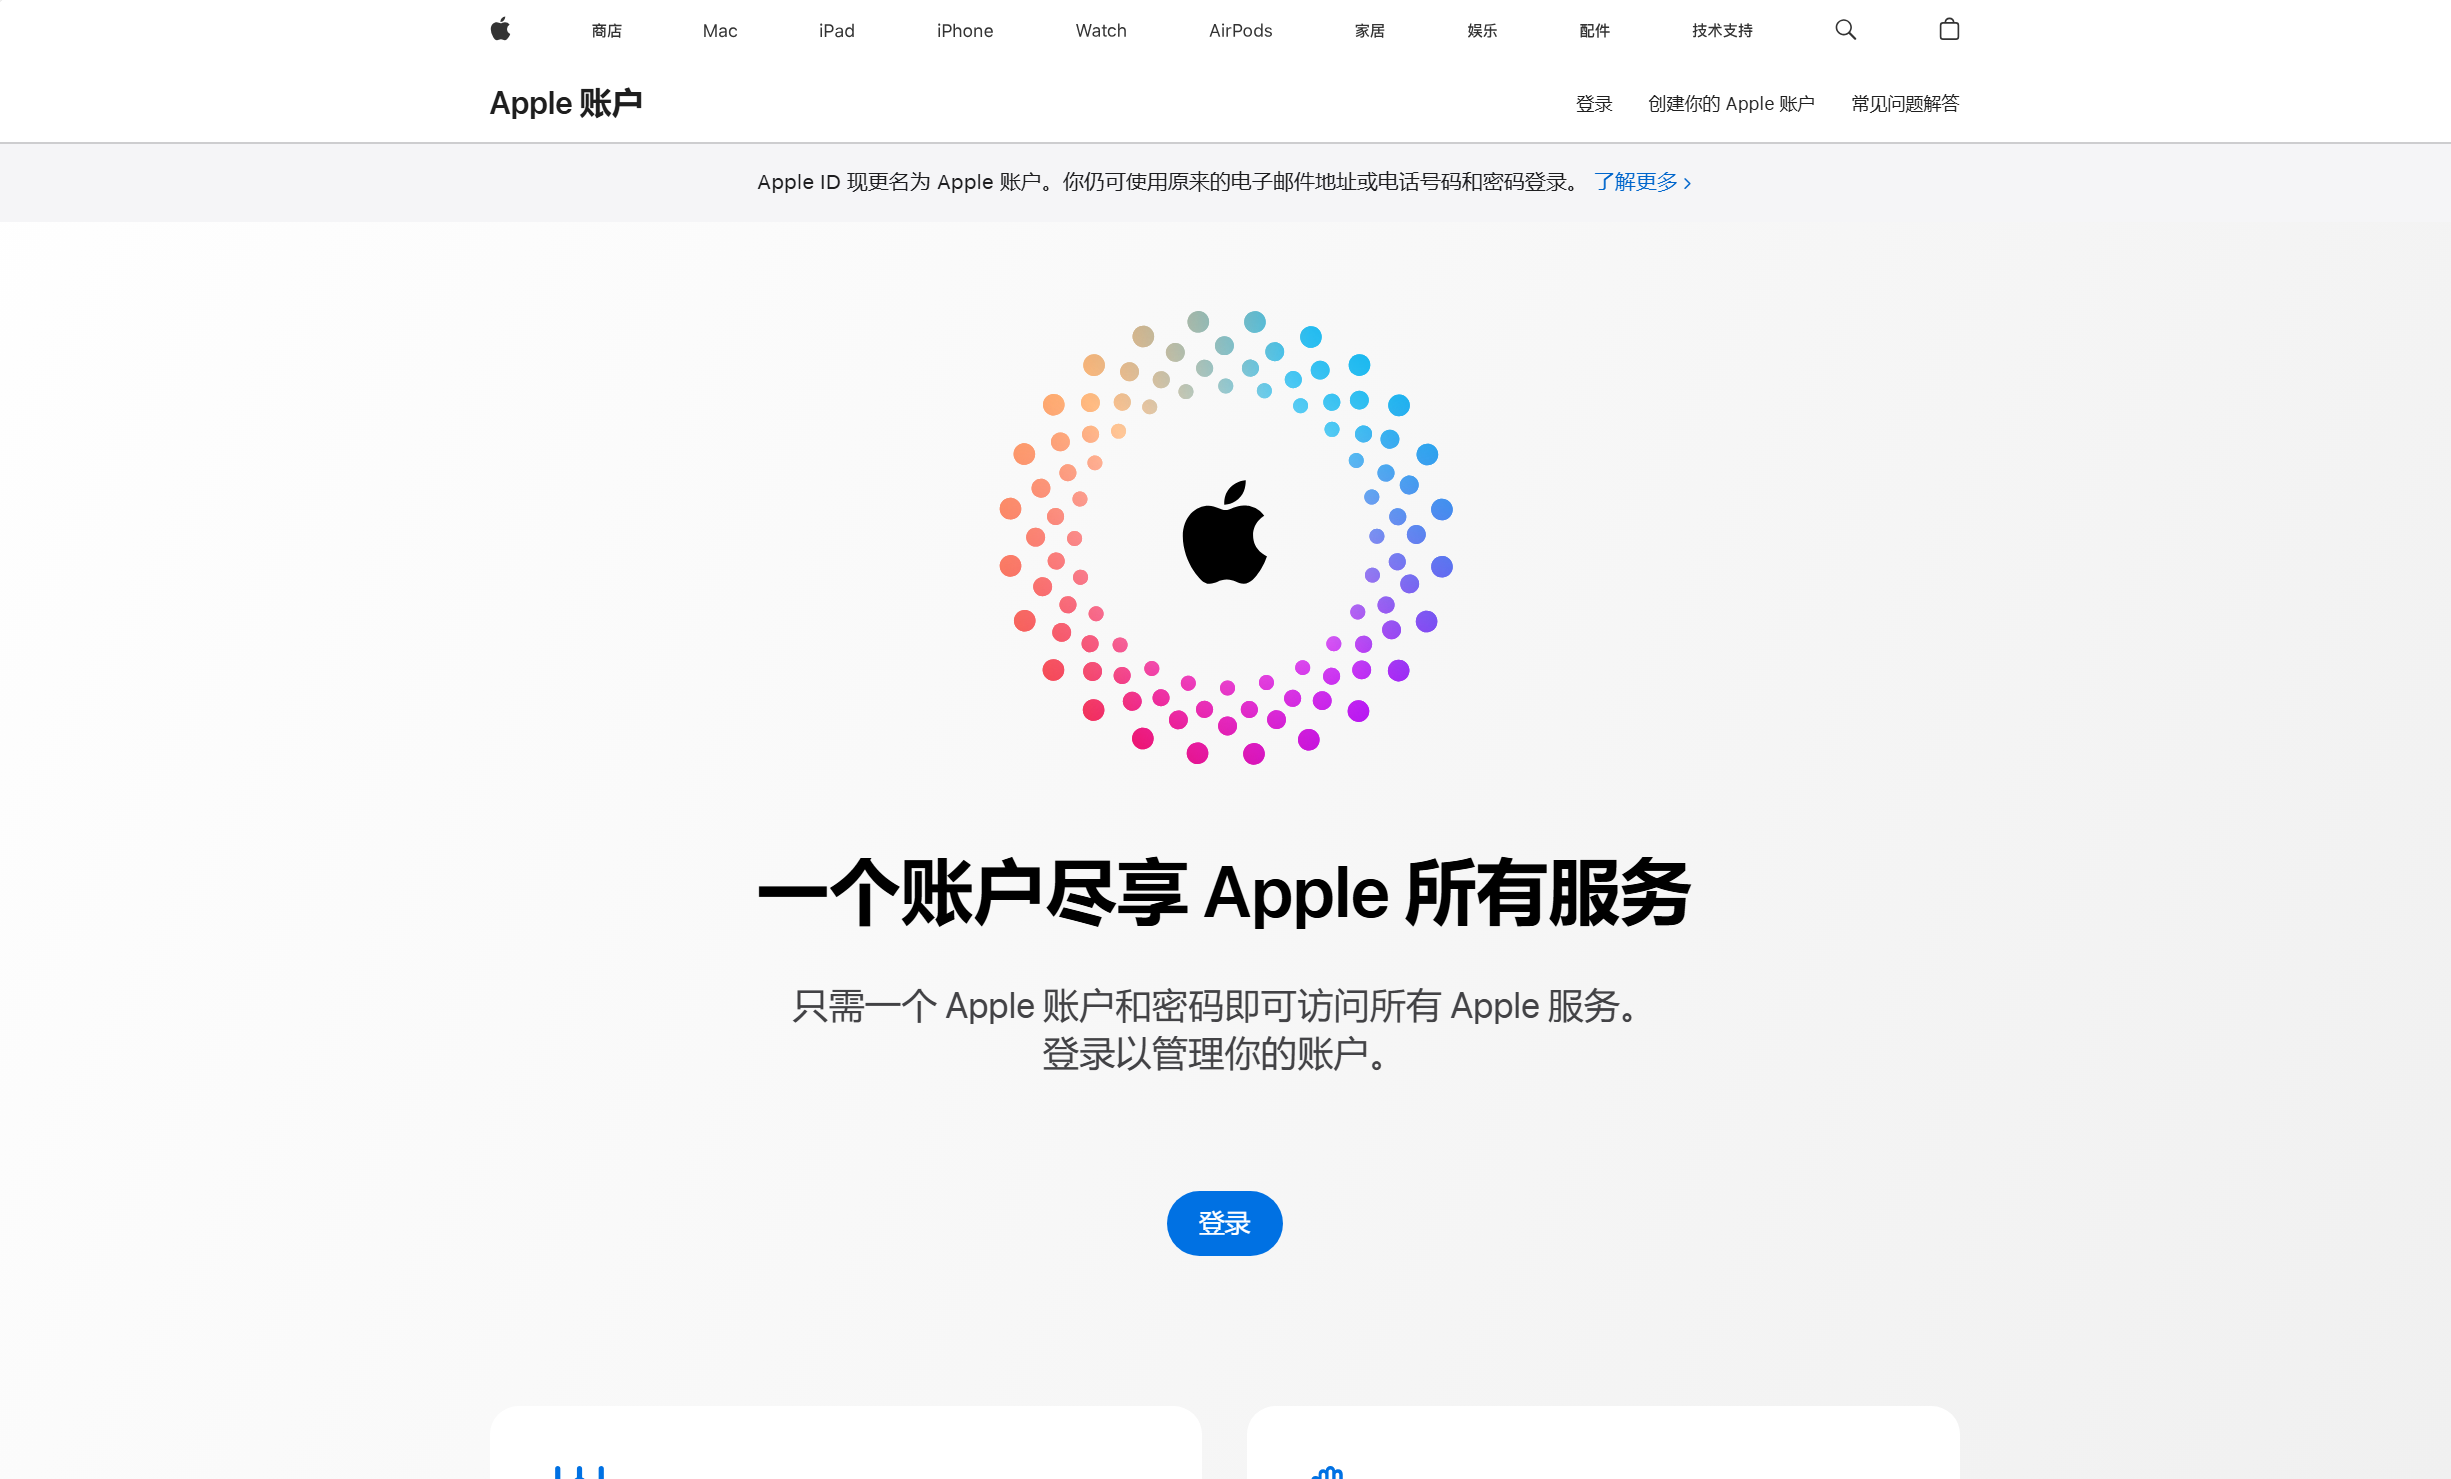 商店 Mac iPad iPhone Watch AirPods 家居 娱乐 配件 技术支持
Apple 账户 登录 创建你的 Apple 账户 常见问题解答
Apple ID 现更名为 Apple 账户。你仍可使用原来的电子邮件地址或电话号码和密码登录。 了解更多 >
一个账户尽享 Apple 所有服务
只需一个 Apple 账户和密码即可访问所有 Apple 服务。
登录以管理你的账户。
登录